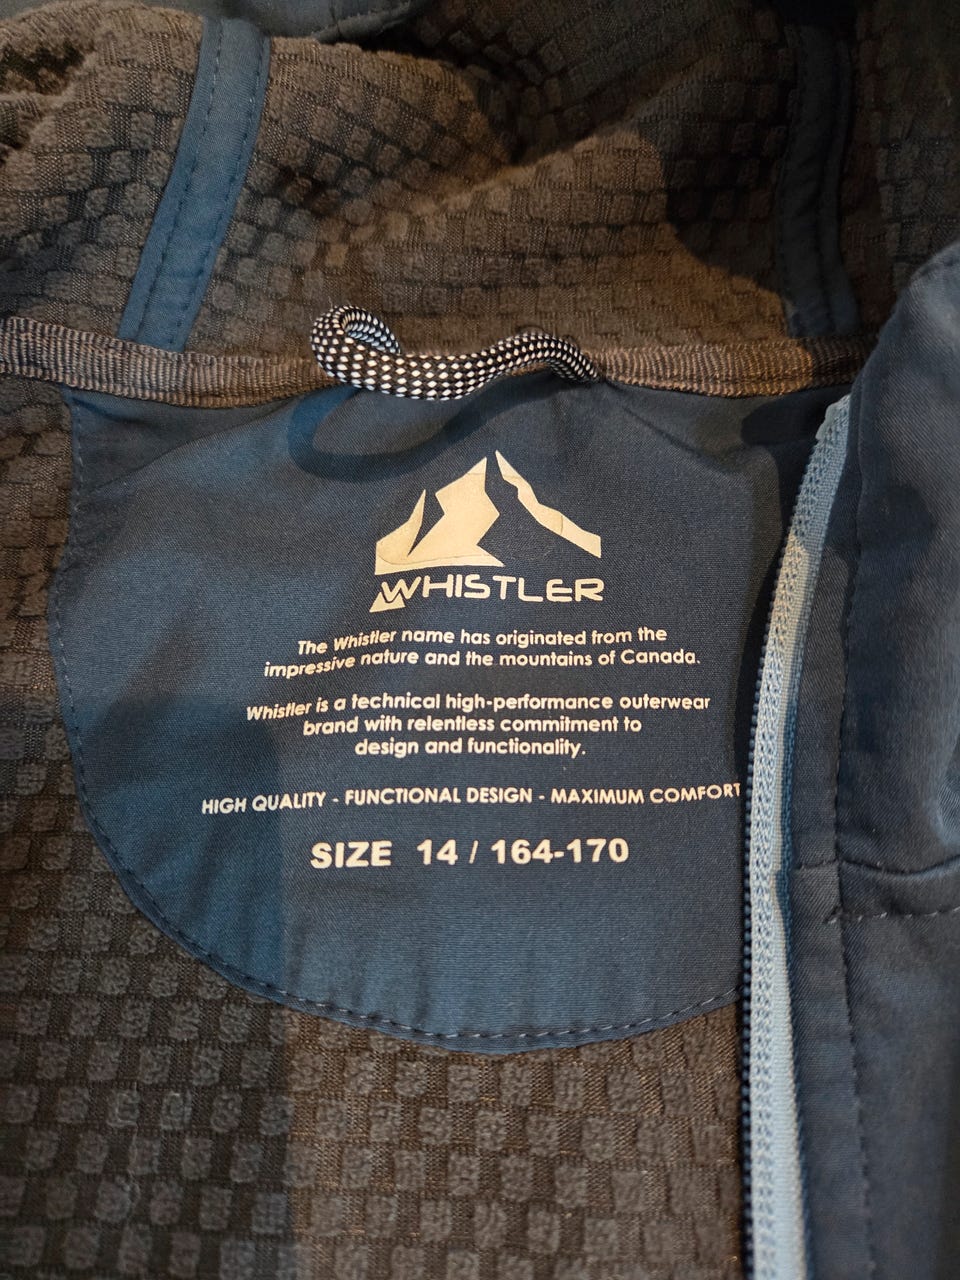 WHISTLER
The Whistler name has originated from the
impressive nature and the mountains of Canada.
Whistler is a technical high-performance outerwear
brand with relentless commitment to
design and functionality.
HIGH QUALITY - FUNCTIONAL DESIGN - MAXIMUM COMFORT
SIZE 14 / 164-170